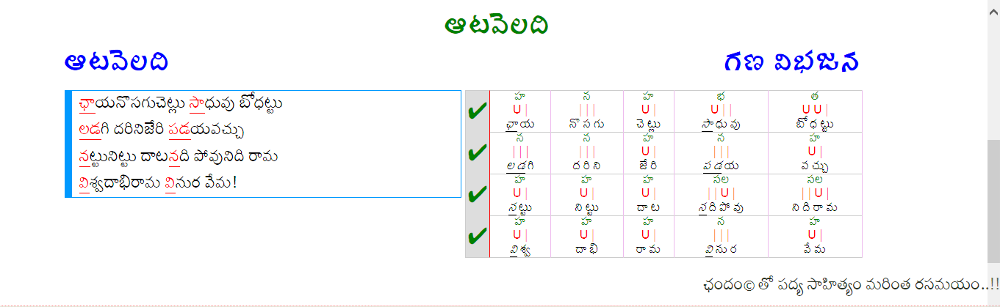 ఆటవెలది
ఆటవెలది
గణ విభజన
ఛాయనొసగుచెట్లు సాధువు బోధట్టు
లడగి దరినిజేరి పడయవచ్చు
నట్టునిట్టు దాటనది పోవునిది రామ
విశ్వదాభిరామ వినుర వేమ!
✔ హ న హ భ త
U| ||| U| U|| UU|
ఛాయ నొసగు చెట్లు సాధువు బోధట్టు
✔ న న హ న హ
||| ||| U| ||| U|
లడగి దరిని జేరి పడయ వచ్చు
✔ హ హ హ సల సల
U| U| U| ||U| ||U|
నట్టు నిట్టు దాట నదిపోవు నిదిరామ
✔ హ హ హ న హ
U| U| U| ||| U|
విశ్వ దాభి రామ వినుర వేమ
ఛందం© తో పద్య సాహిత్యం మరింత రసమయం..!!